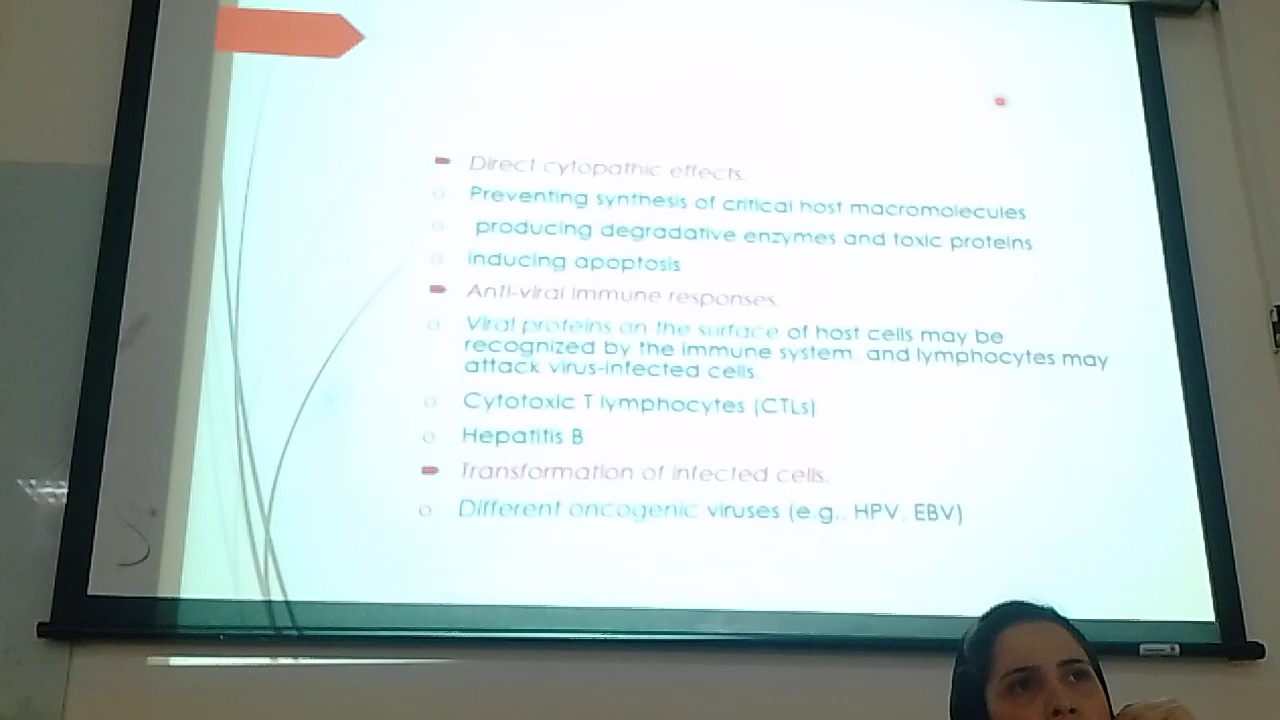 Direct cytopathic effects.
Preventing synthesis of critical host macromolecules
producing degradative enzymes and toxic proteins
inducing apoptosis
Anti-viral immune responses.
Viral proteins on the surface of host cells may be
recognized by the immune system, and lymphocytes may
attack virus-infected cells.
Cytotoxic T lymphocytes (CTLs)
Hepatitis B
Transformation of infected cells.
Different oncogenic viruses (e.g., HPV, EBV)